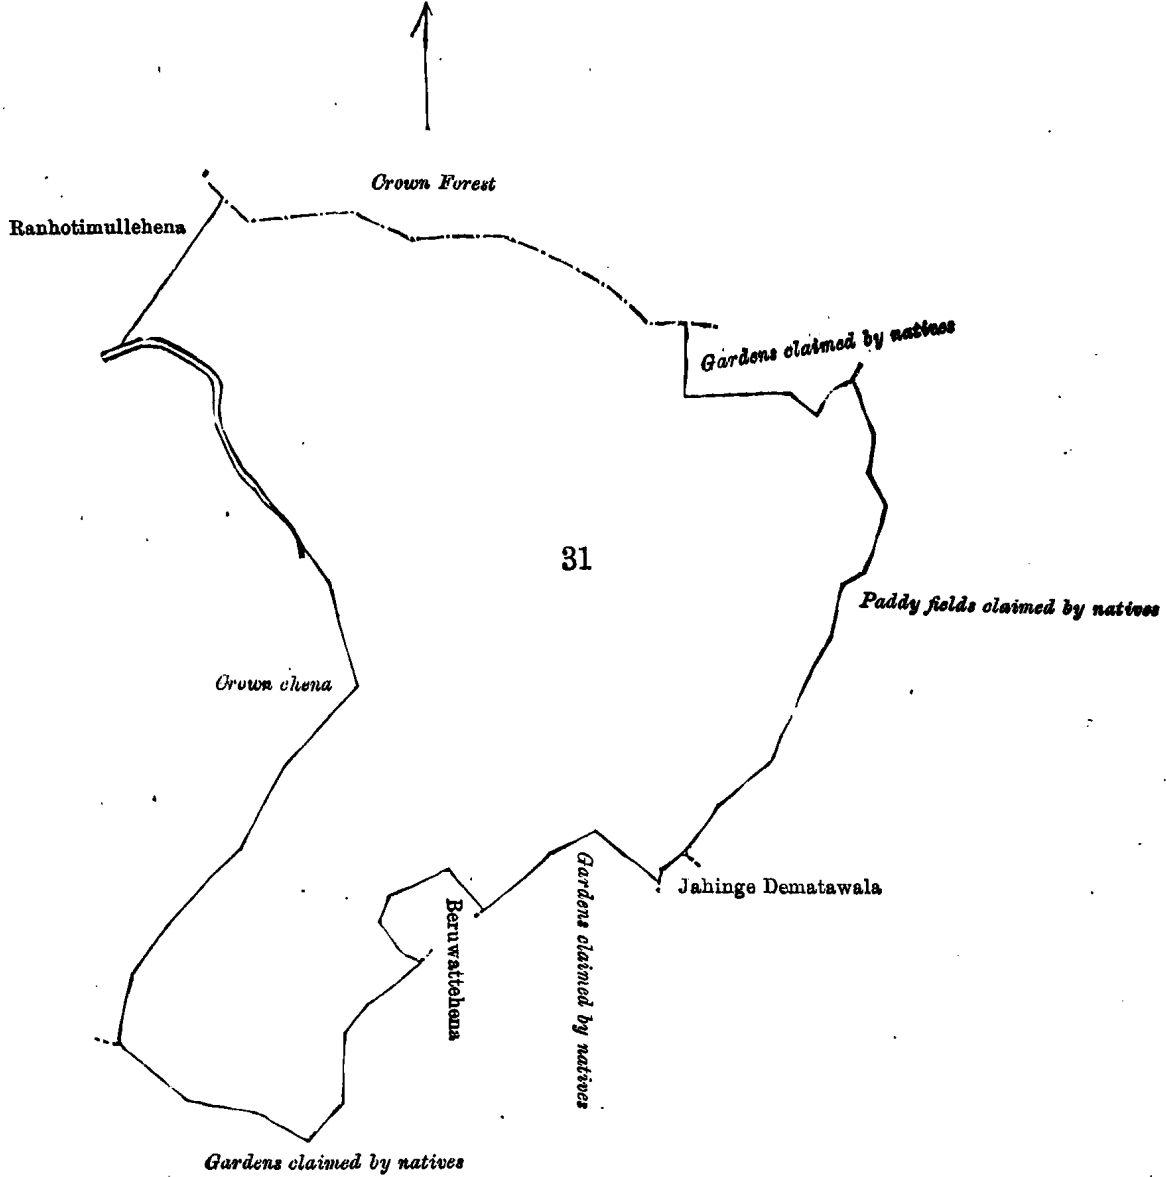 Crown Forest
Ranhotimullehena
Gardens claimed by natives
31
Paddy fields claimed by natives
Crown chena
Jahinge Dematawala
Beruwattehena
Gardens claimed by natives
Gardens claimed by natives